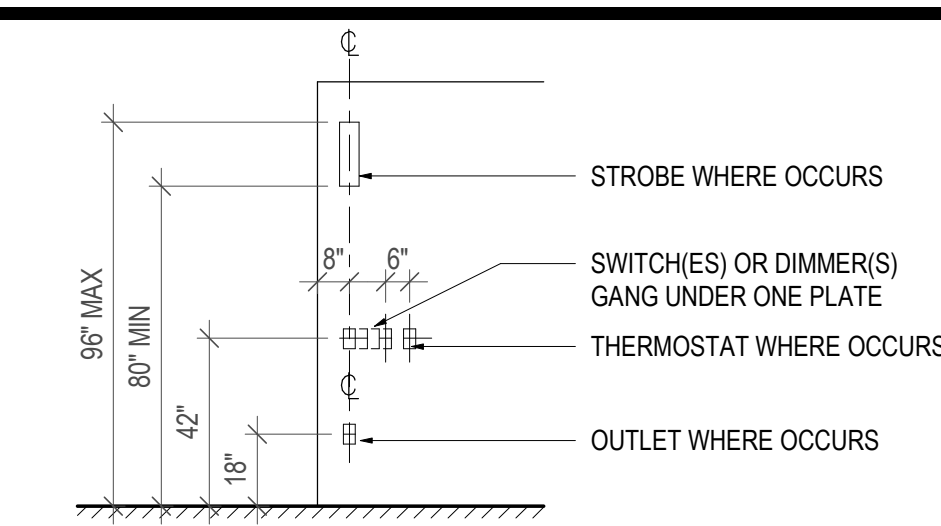 ℄
STROBE WHERE OCCURS
8" 6"
SWITCH(ES) OR DIMMER(S)
GANG UNDER ONE PLATE
96" MAX
80" MIN
THERMOSTAT WHERE OCCURS
42"
℄
18"
OUTLET WHERE OCCURS